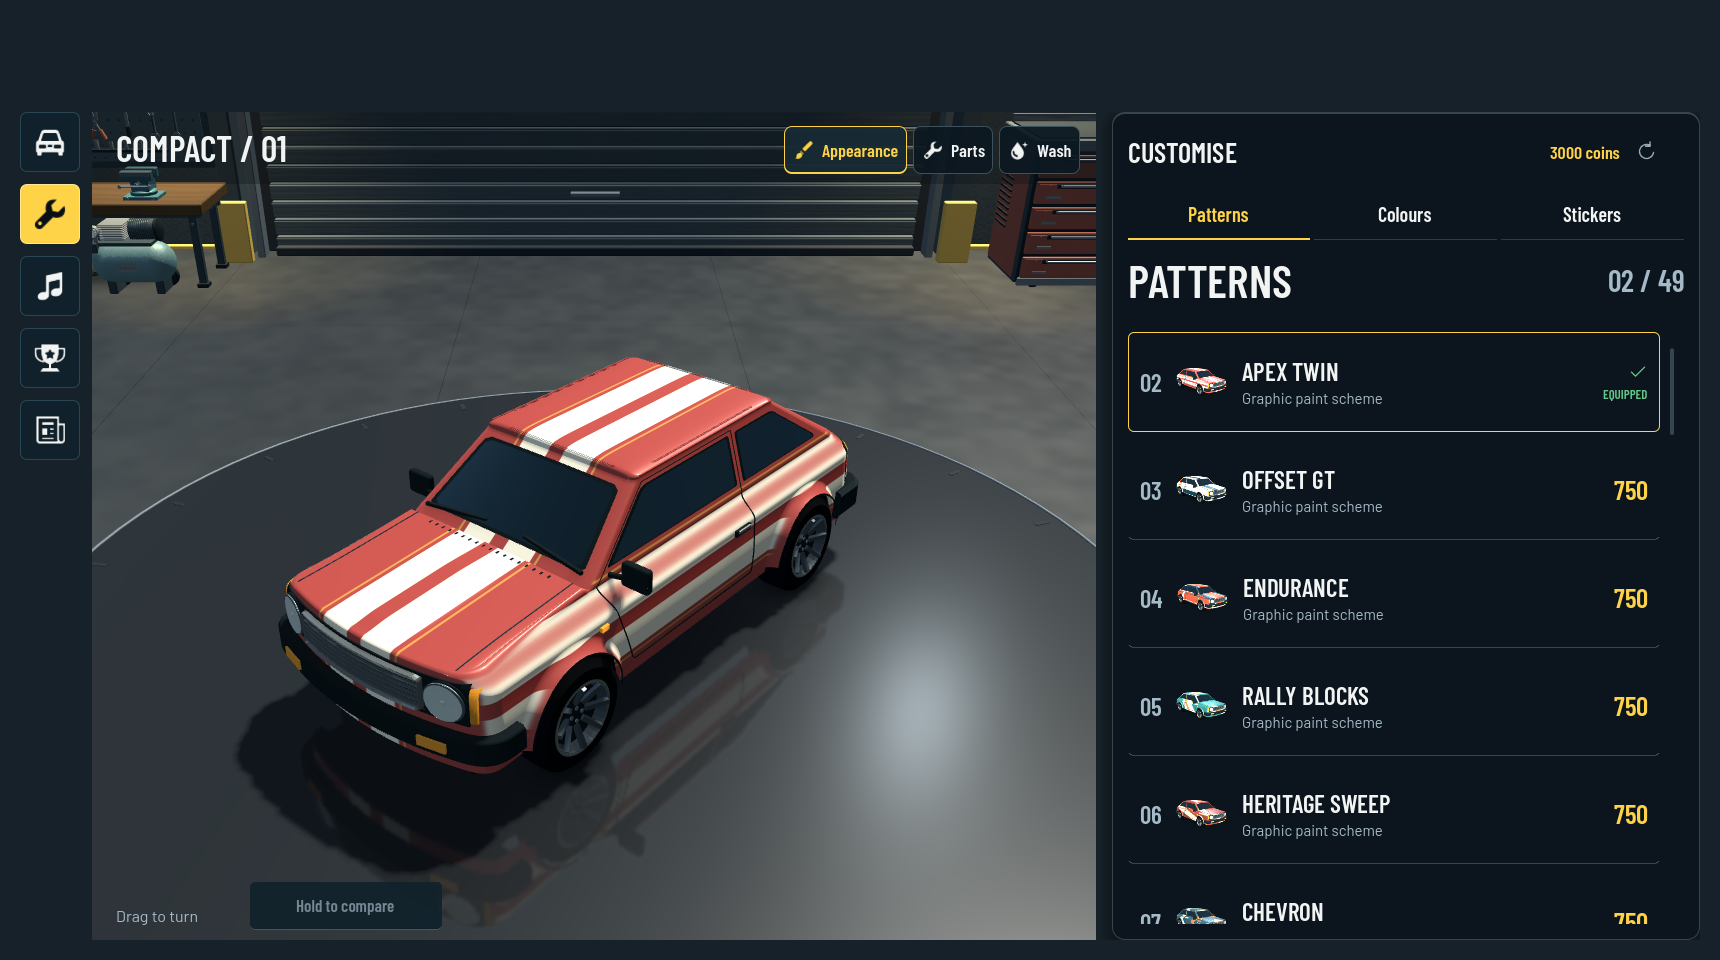 COMPACT / 01
Appearance
Parts
Wash
Drag to turn
Hold to compare
CUSTOMISE
3000 coins
Patterns
Colours
Stickers
PATTERNS
02 / 49
02
APEX TWIN
Graphic paint scheme
EQUIPPED
03
OFFSET GT
Graphic paint scheme
750
04
ENDURANCE
Graphic paint scheme
750
05
RALLY BLOCKS
Graphic paint scheme
750
06
HERITAGE SWEEP
Graphic paint scheme
750
07
CHEVRON
750